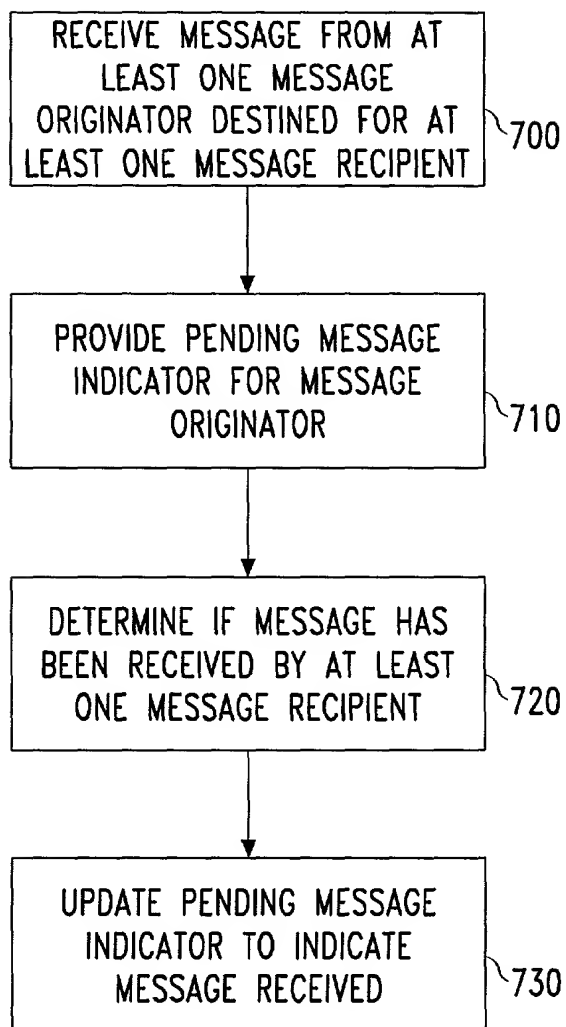 RECEIVE MESSAGE FROM AT
LEAST ONE MESSAGE
ORIGINATOR DESTINED FOR AT
LEAST ONE MESSAGE RECIPIENT
700
PROVIDE PENDING MESSAGE
INDICATOR FOR MESSAGE
ORIGINATOR
710
DETERMINE IF MESSAGE HAS
BEEN RECEIVED BY AT LEAST
ONE MESSAGE RECIPIENT
720
UPDATE PENDING MESSAGE
INDICATOR TO INDICATE
MESSAGE RECEIVED
730